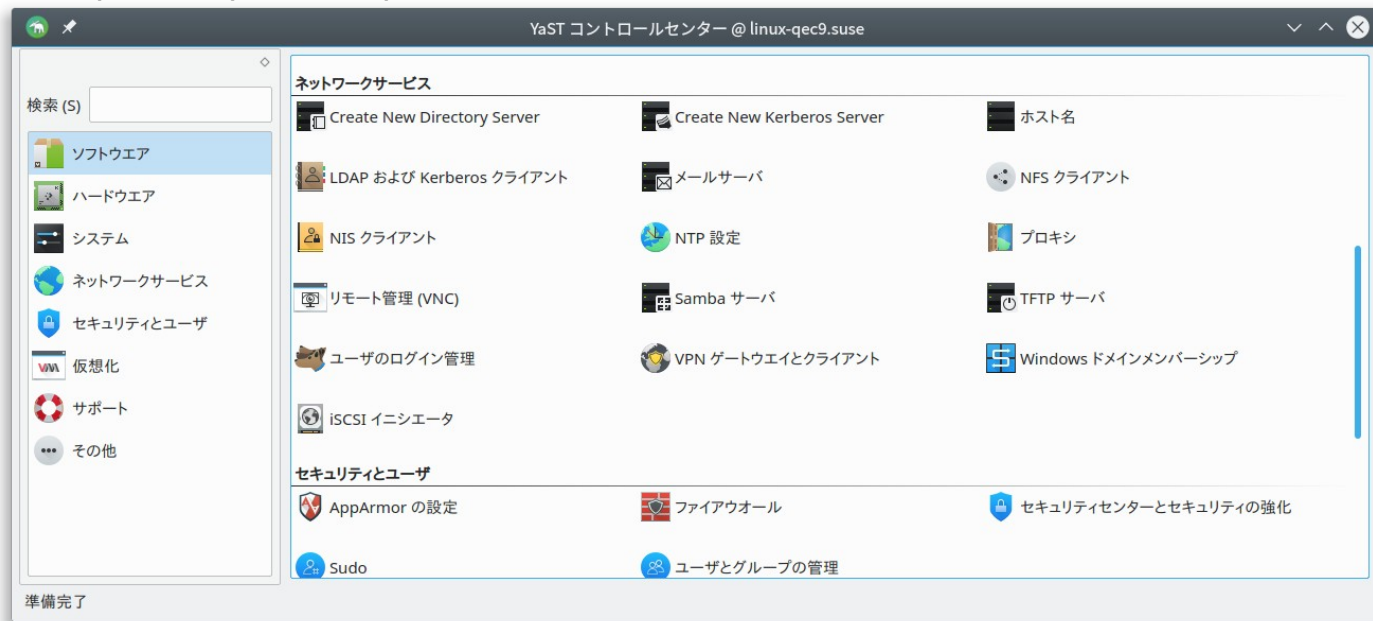 YaST コントロールセンター @ linux-qec9.suse
検索 (S)
ソフトウエア
ハードウエア
システム
ネットワークサービス
セキュリティとユーザ
仮想化
サポート
その他
ネットワークサービス
Create New Directory Server
Create New Kerberos Server
ホスト名
LDAP および Kerberos クライアント
メールサーバ
NFS クライアント
NIS クライアント
NTP 設定
プロキシ
リモート管理 (VNC)
Samba サーバ
TFTP サーバ
ユーザのログイン管理
VPN ゲートウエイとクライアント
Windows ドメインメンバーシップ
iSCSI イニシエータ
セキュリティとユーザ
AppArmor の設定
ファイアウオール
セキュリティセンターとセキュリティの強化
Sudo
ユーザとグループの管理
準備完了